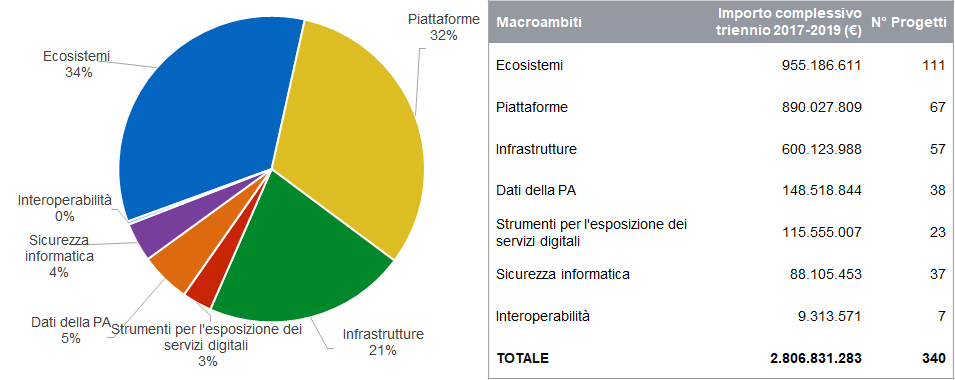 Piattaforme
32%
Ecosistemi
34%
Interoperabilità
0%
Sicurezza
informatica
4%
Dati della PA
5%
Strumenti per l'esposizione dei
servizi digitali
3%
Infrastrutture
21%
Macroambiti Importo complessivo triennio 2017-2019 (€) N° Progetti
Ecosistemi 955.186.611 111
Piattaforme 890.027.809 67
Infrastrutture 600.123.988 57
Dati della PA 148.518.844 38
Strumenti per l'esposizione dei
servizi digitali 115.555.007 23
Sicurezza informatica 88.105.453 37
Interoperabilità 9.313.571 7
TOTALE 2.806.831.283 340